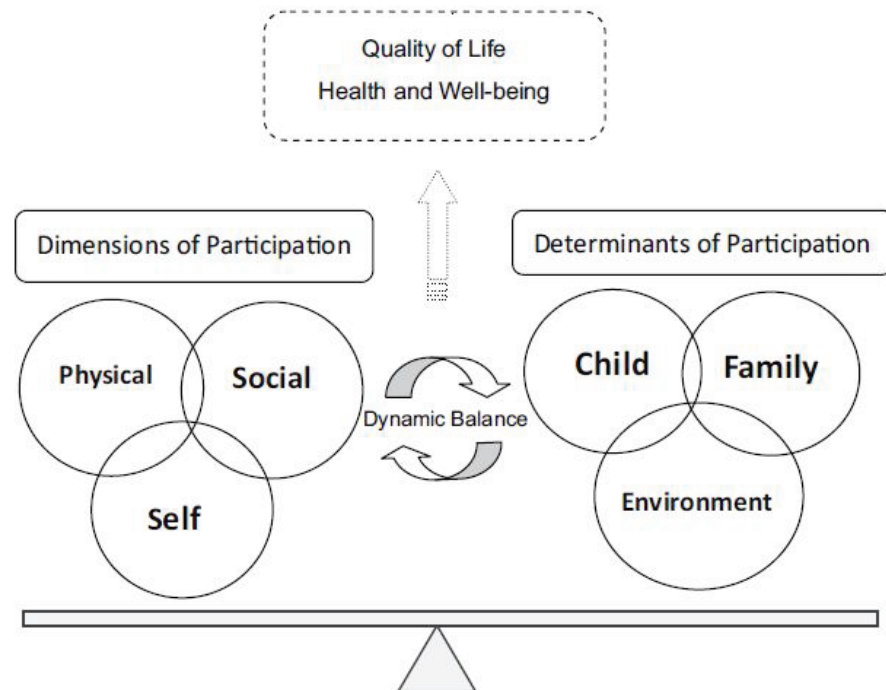 Quality of Life
Health and Well-being
Dimensions of Participation
Determinants of Participation
Physical
Social
Self
Dynamic Balance
Child
Family
Environment